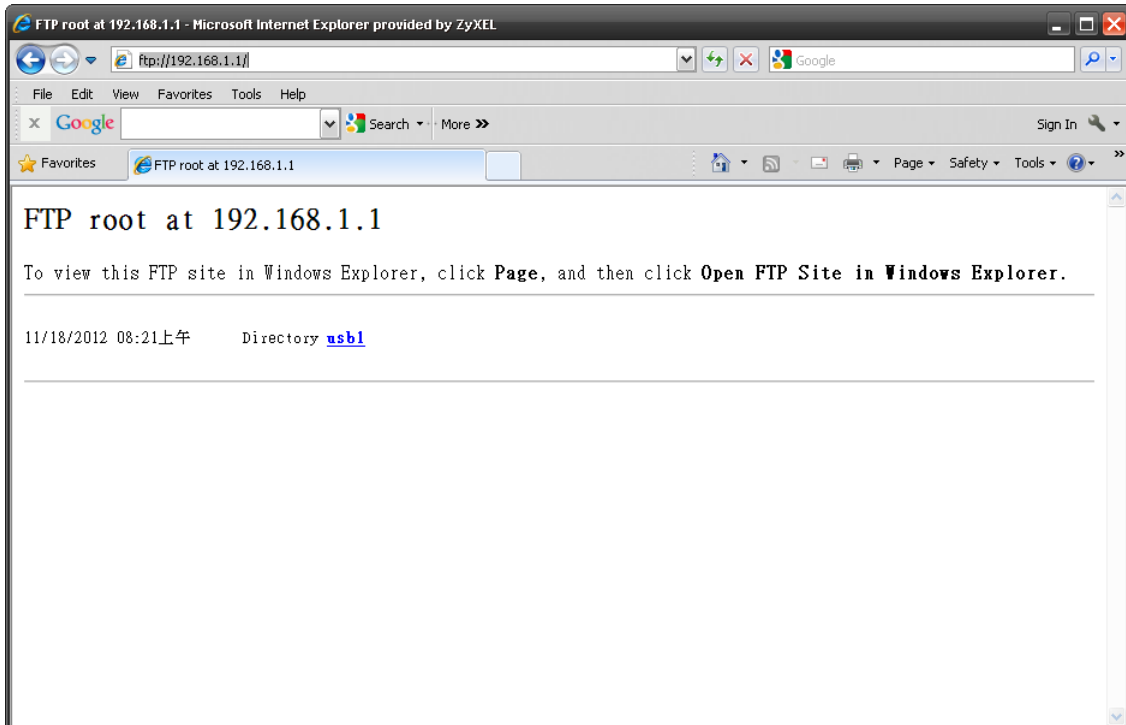 FTP root at 192.168.1.1 - Microsoft Internet Explorer provided by ZyXEL
ftp://192.168.1.1/
Google
File Edit View Favorites Tools Help
x Google Search More »
Sign In
Favorites FTP root at 192.168.1.1 Page Safety Tools »
FTP root at 192.168.1.1
To view this FTP site in Windows Explorer, click Page, and then click Open FTP Site in Windows Explorer.
11/18/2012 08:21上午 Directory usb1